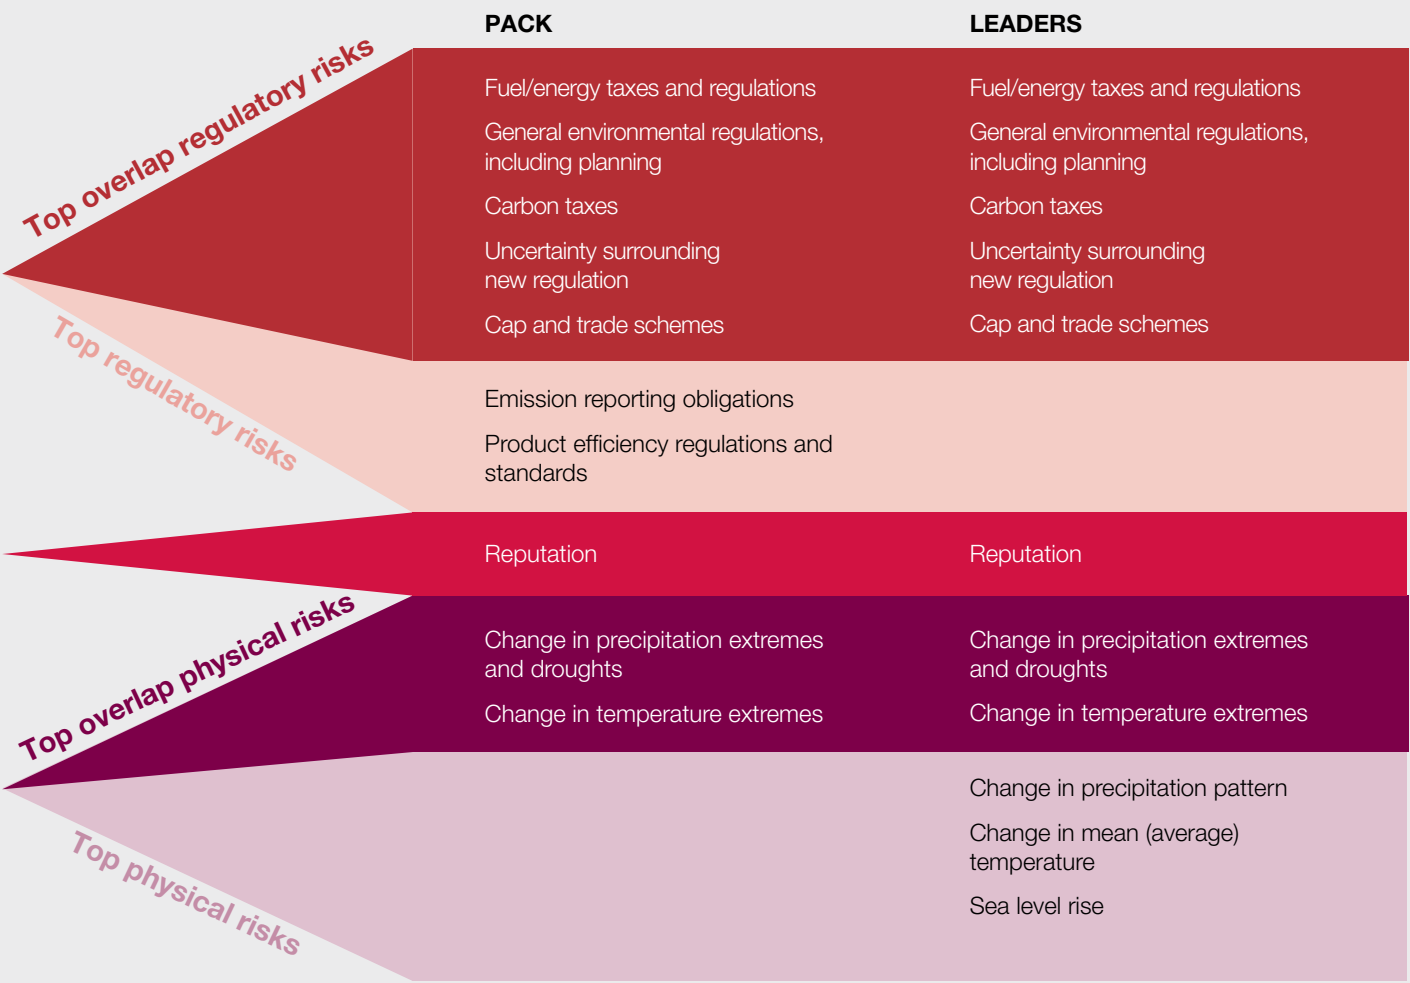 PACK
LEADERS
Top overlap regulatory risks
Fuel/energy taxes and regulations
General environmental regulations,
including planning
Carbon taxes
Uncertainty surrounding
new regulation
Cap and trade schemes
Fuel/energy taxes and regulations
General environmental regulations,
including planning
Carbon taxes
Uncertainty surrounding
new regulation
Cap and trade schemes
Top regulatory risks
Emission reporting obligations
Product efficiency regulations and
standards
Reputation
Reputation
Top overlap physical risks
Change in precipitation extremes
and droughts
Change in temperature extremes
Change in precipitation extremes
and droughts
Change in temperature extremes
Top physical risks
Change in precipitation pattern
Change in mean (average)
temperature
Sea level rise